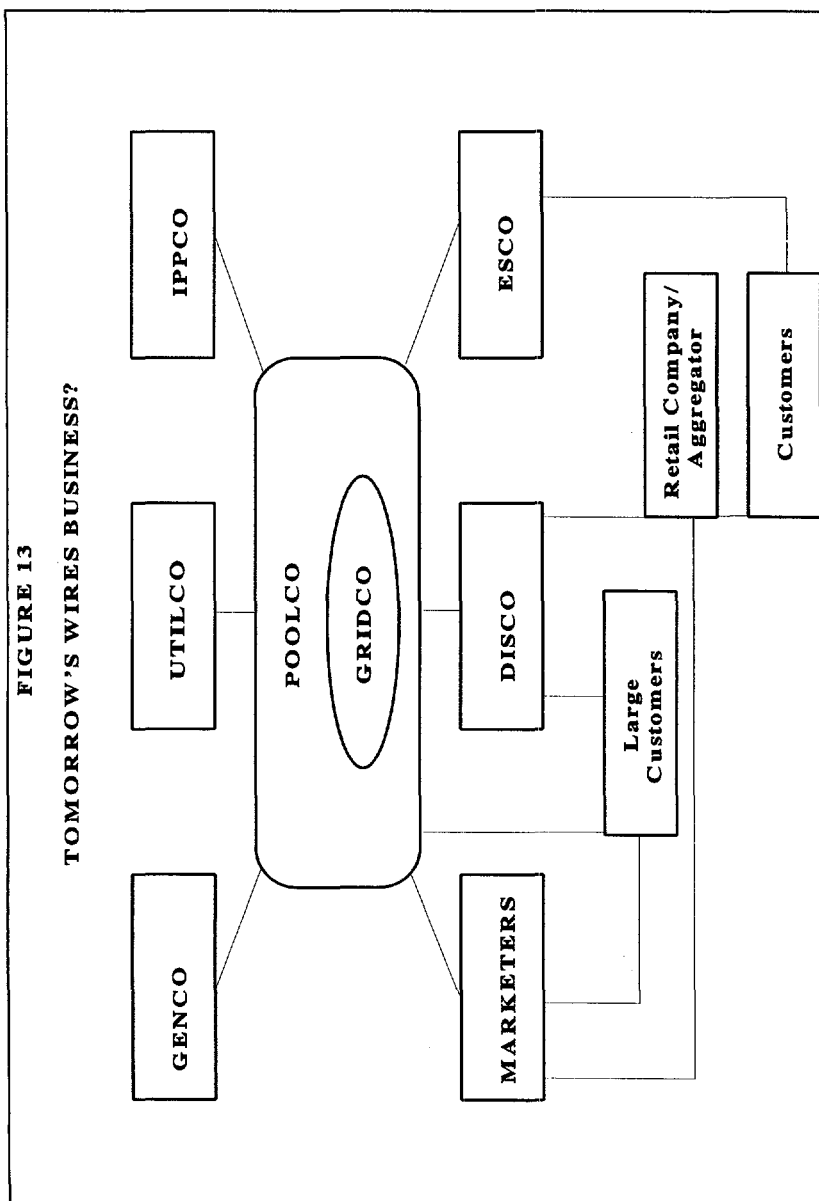 FIGURE 13
TOMORROW'S WIRES BUSINESS?
GENCO
UTILCO
IPPCO
POOLCO
GRIDCO
MARKETERS
DISCO
ESCO
Large
Customers
Retail Company/
Aggregator
Customers